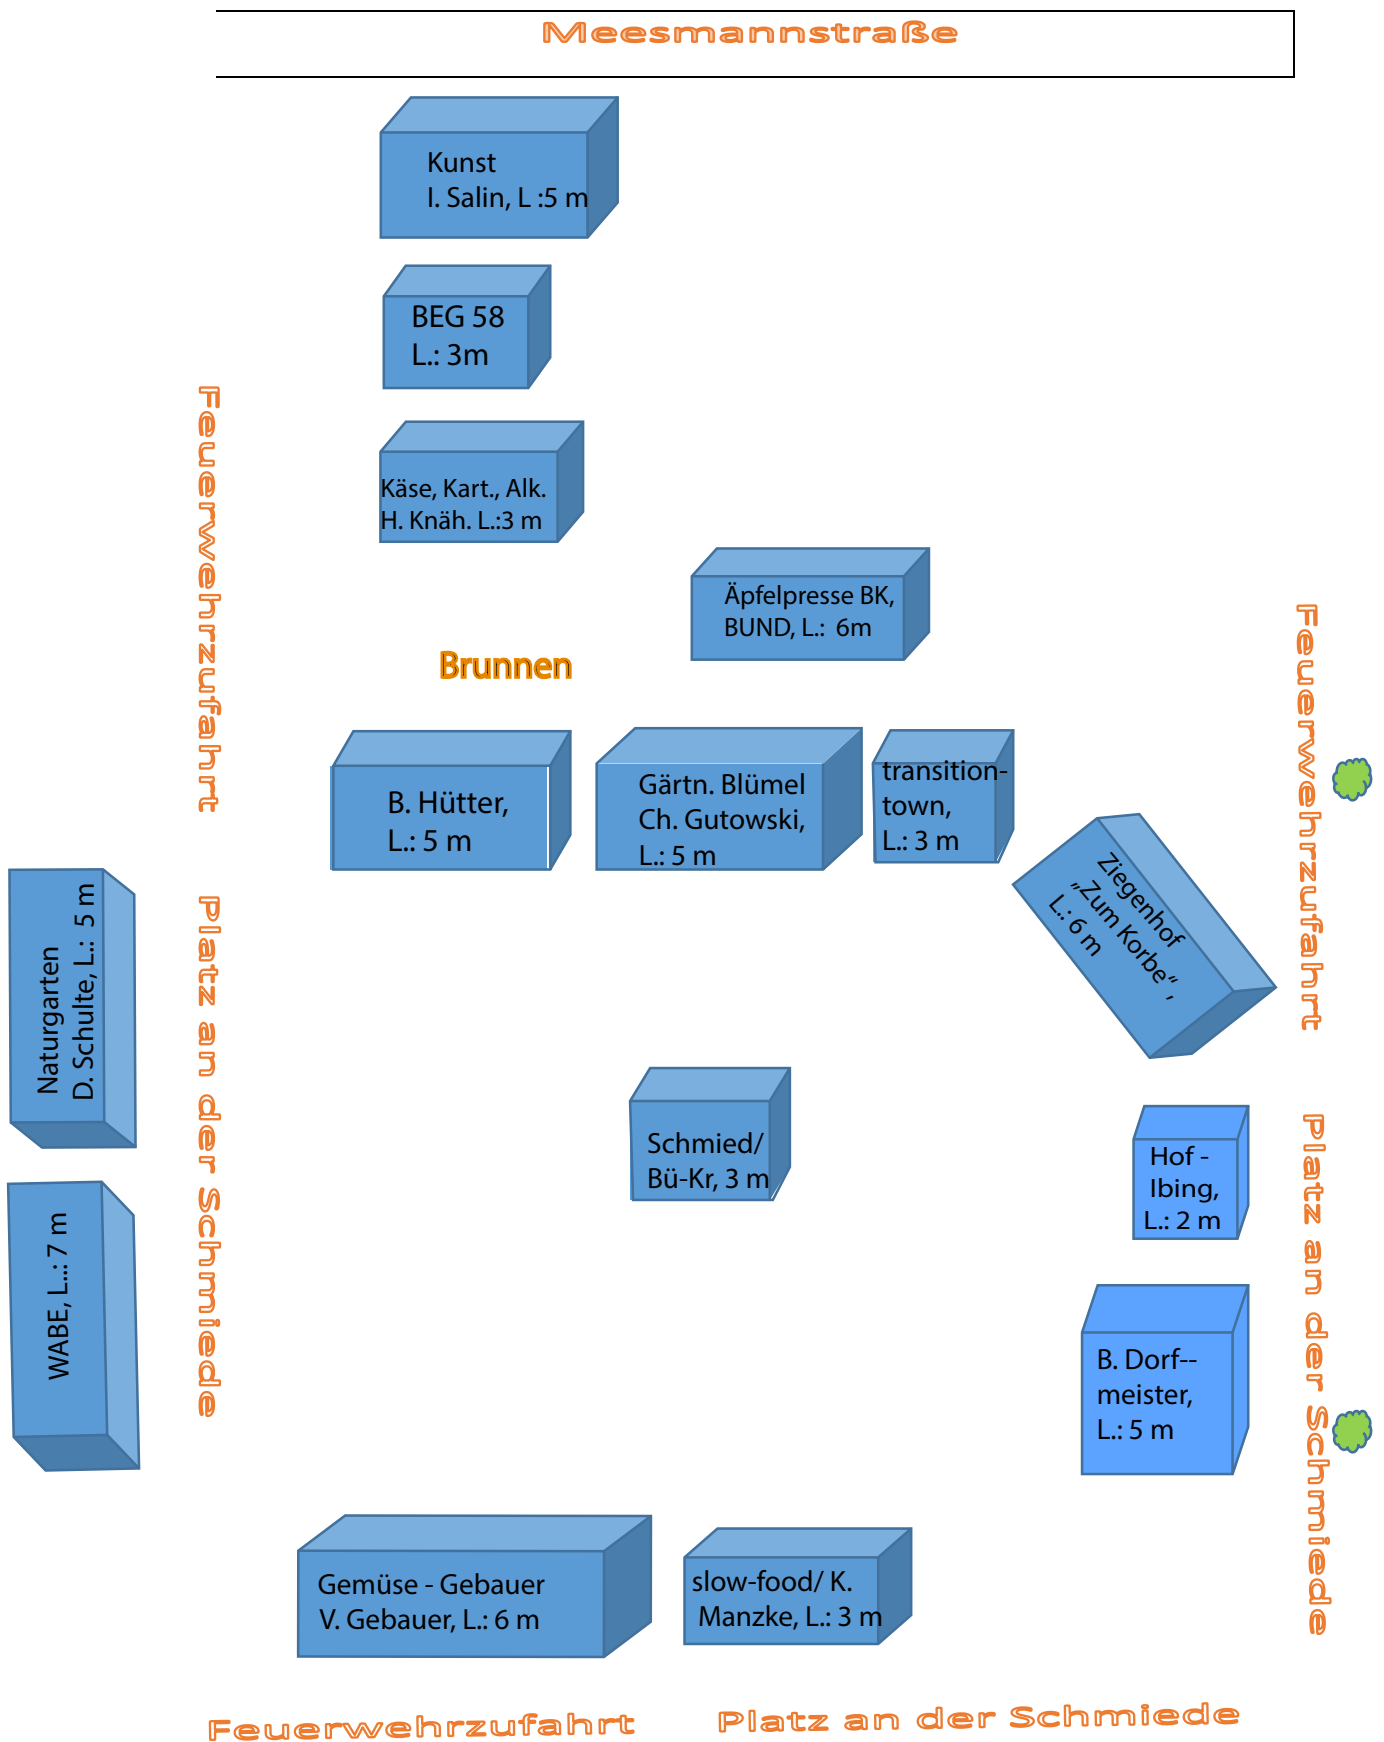 Meesmannstraße
Kunst
I. Salin, L :5 m
BEG 58
L.: 3m
Feuerwehrzufahrt
Käse, Kart., Alk.
H. Knäh. L.:3 m
Äpfelpresse BK,
BUND, L.:  6m
Brunnen
Feuerwehrzufahrt
B. Hütter,
L.: 5 m
Gärtn. Blümel
Ch. Gutowski,
L.: 5 m
transition-
town,
L.: 3 m
Ziegenhof
„Zum Korbe“,
L.: 6 m
Naturgarten
D. Schulte, L.:  5 m
Platz an der Schmiede
Schmied/
Bü-Kr, 3 m
Hof -
Ibing,
L.: 2 m
Platz an der Schmiede
WABE, L...: 7 m
B. Dorf--
meister,
L.: 5 m
Gemüse - Gebauer
V. Gebauer, L.: 6 m
slow-food/ K.
Manzke, L.: 3 m
Feuerwehrzufahrt
Platz an der Schmiede